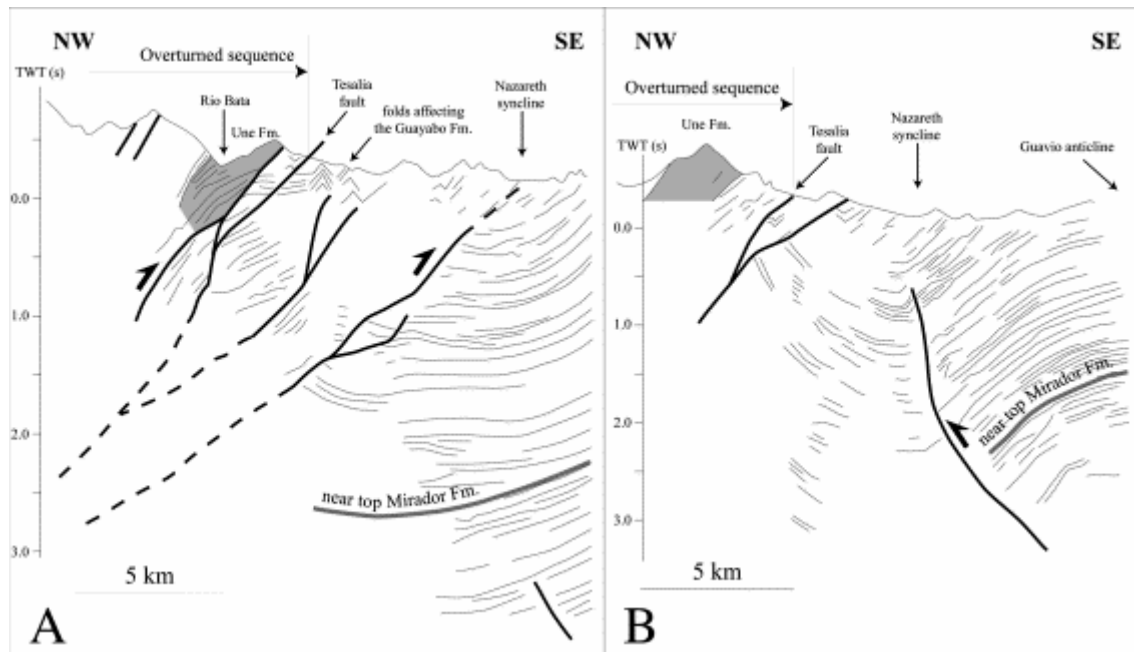 A
B
NW
SE
NW
SE
Overturned sequence
TWT (s)
Rio Bata
Une Fm.
Tesalia
fault
folds affecting
the Guayabo Fm.
Nazareth
syncline
0.0
1.0
2.0
3.0
near top Mirador Fm.
5 km
A
Overturned sequence
Une Fm.
TWT (s)
Tesalia
fault
Nazareth
syncline
Guavio anticline
0.0
1.0
2.0
3.0
near top Mirador Fm.
5 km
B